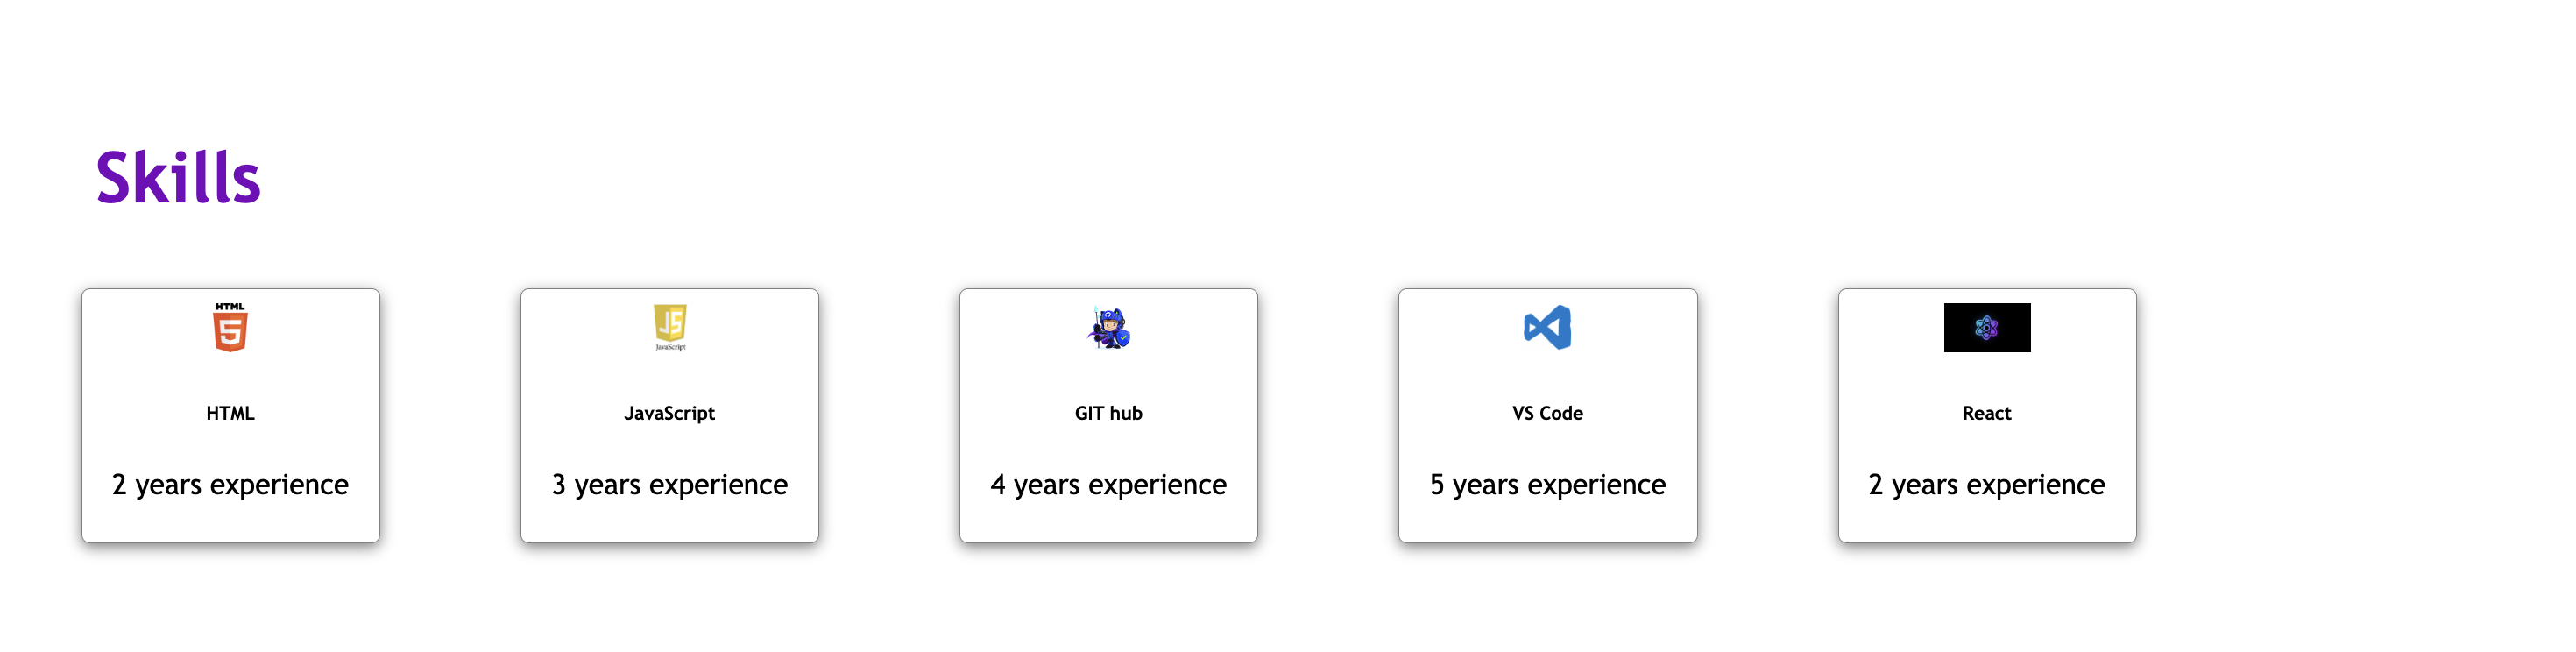 Skills
HTML
5
JS
JavaScript
HTML
JavaScript
GIT hub
VS Code
React
2 years experience
3 years experience
4 years experience
5 years experience
2 years experience